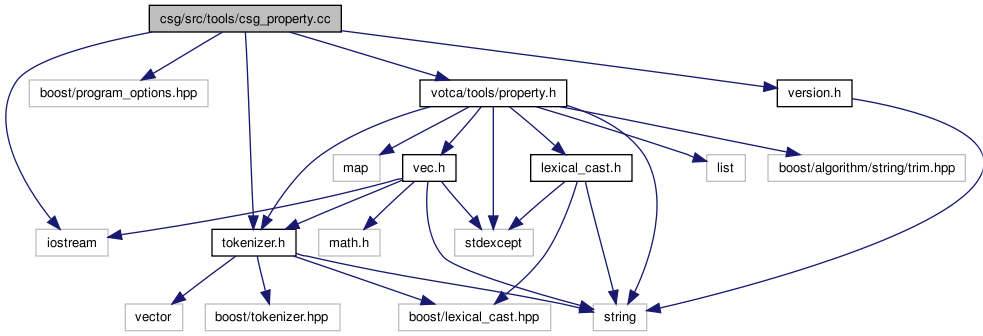 csg/src/tools/csg_property.cc
boost/program_options.hpp
votca/tools/property.h
version.h
map
vec.h
lexical_cast.h
list
boost/algorithm/string/trim.hpp
iostream
tokenizer.h
math.h
stdexcept
vector
boost/tokenizer.hpp
boost/lexical_cast.hpp
string